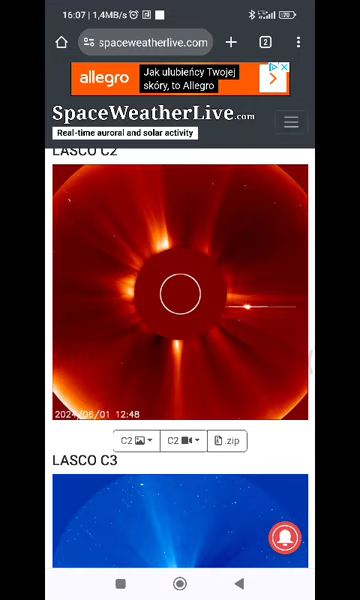 16:07 | 1,4MB/s
spaceweatherlive.com
2
allegro
Jak ulubieńcy Twojej
skóry, to Allegro
SpaceWeatherLive.com
Real-time auroral and solar activity
LASCO C2
2024/06/01 12:48
C2
C2
.zip
LASCO C3